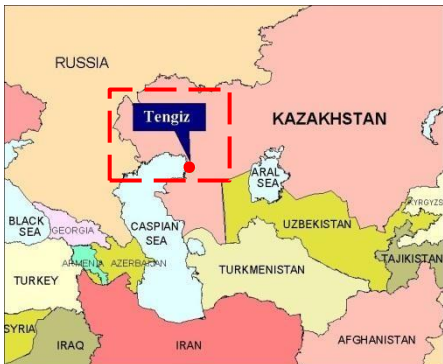 RUSSIA
Tengiz
KAZAKHSTAN
ARAL
SEA
BLACK
SEA
GEORGIA
CASPIAN
SEA
UZBEKISTAN
KYRGYZS
ARMENIA
AZERBAIJAN
TURKEY
TURKMENISTAN
TAJIKISTAN
SYRIA
IRAQ
IRAN
AFGHANISTAN